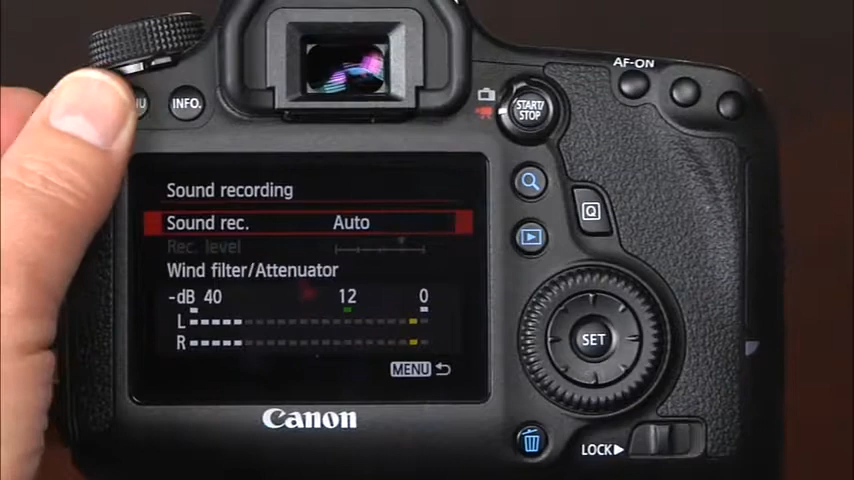 AF-ON
INFO.
START/
STOP
Sound recording
Sound rec. Auto
Rec. level
Wind filter/Attenuator
-dB 40 12 0
L
R
MENU
Q
SET
Canon
LOCK